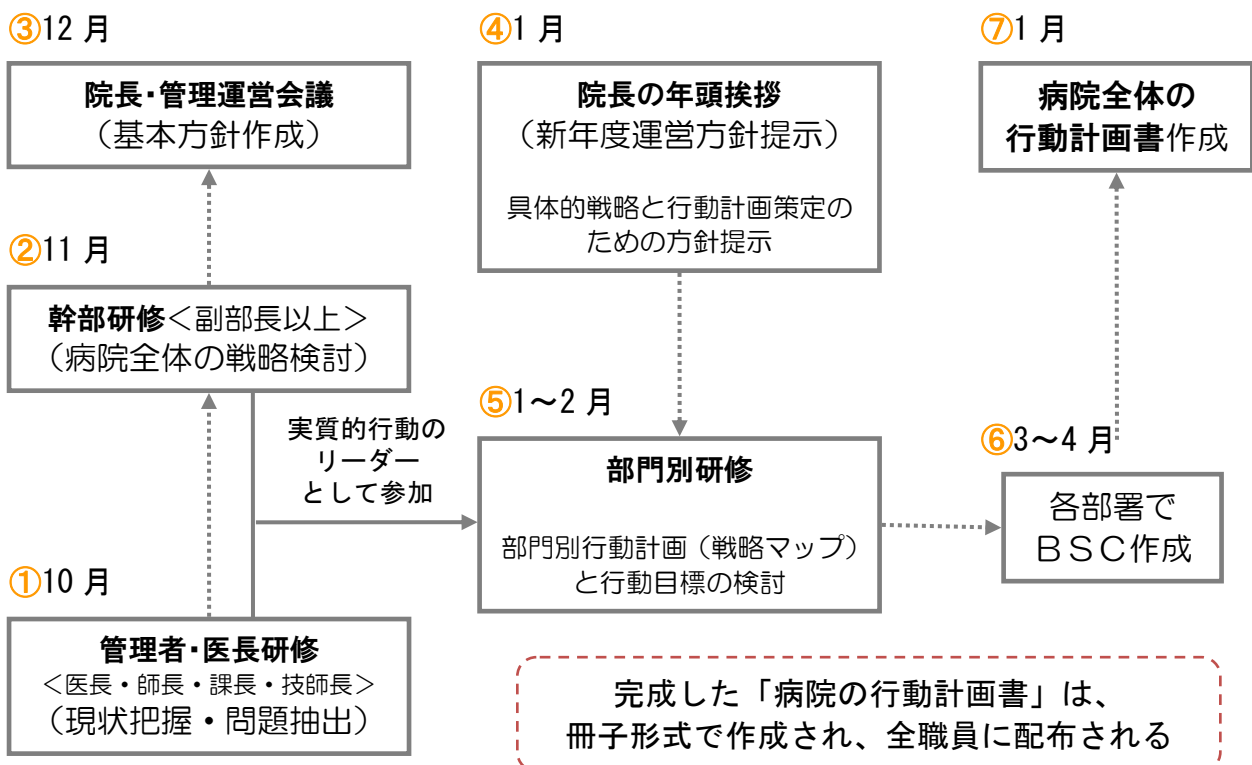 ③12 月
院長・管理運営会議
（基本方針作成）
②11 月
幹部研修＜副部長以上＞
（病院全体の戦略検討）
実質的行動の
リーダー
として参加
①10 月
管理者・医長研修
＜医長・師長・課長・技師長＞
（現状把握・問題抽出）
④1 月
院長の年頭挨拶
（新年度運営方針提示）
具体的戦略と行動計画策定の
ための方針提示
⑤1～2 月
部門別研修
部門別行動計画（戦略マップ）
と行動目標の検討
⑦1 月
病院全体の
行動計画書作成
⑥3～4 月
各部署で
ＢＳＣ作成
完成した「病院の行動計画書」は、
冊子形式で作成され、全職員に配布される